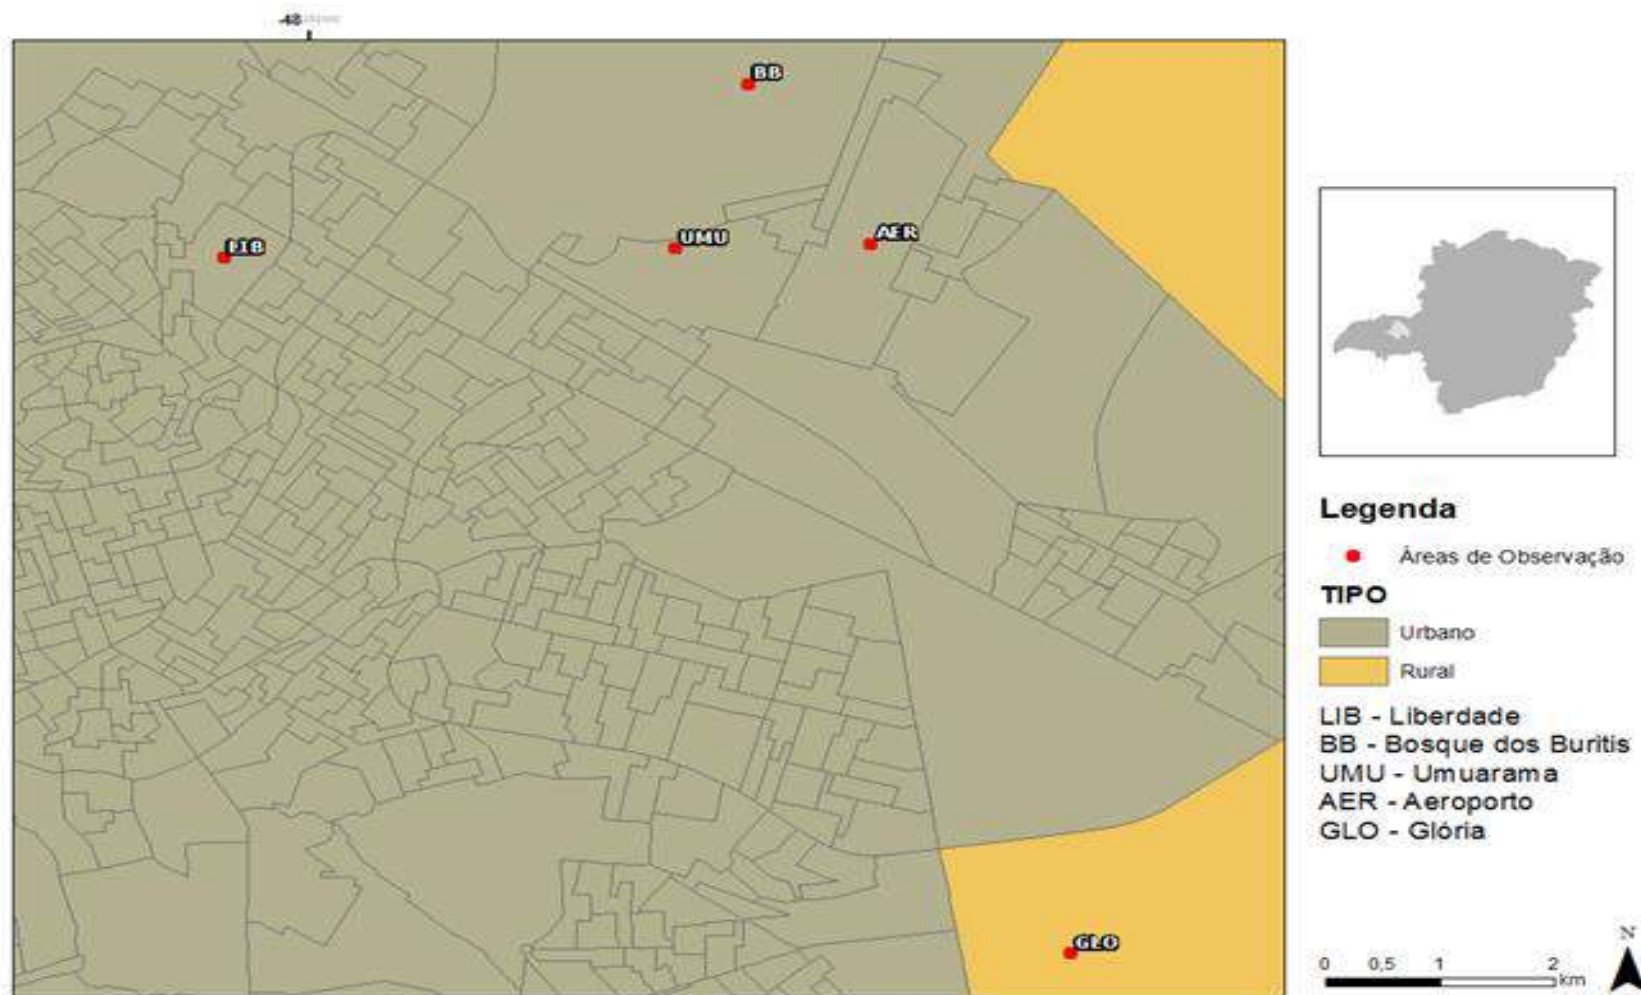 -48
BB
LIB
UMU
AER
GLO
Legenda
Áreas de Observação
TIPO
Urbano
Rural
LIB - Liberdade
BB - Bosque dos Buritis
UMU - Umuarama
AER - Aeroporto
GLO - Glória
N
0 0,5 1 2
km